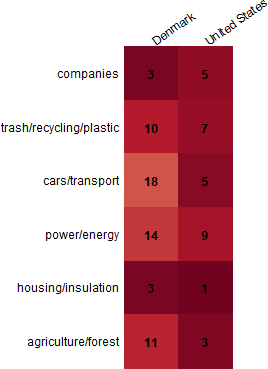 Denmark United States
companies 3 5
trash/recycling/plastic 10 7
cars/transport 18 5
power/energy 14 9
housing/insulation 3 1
agriculture/forest 11 3